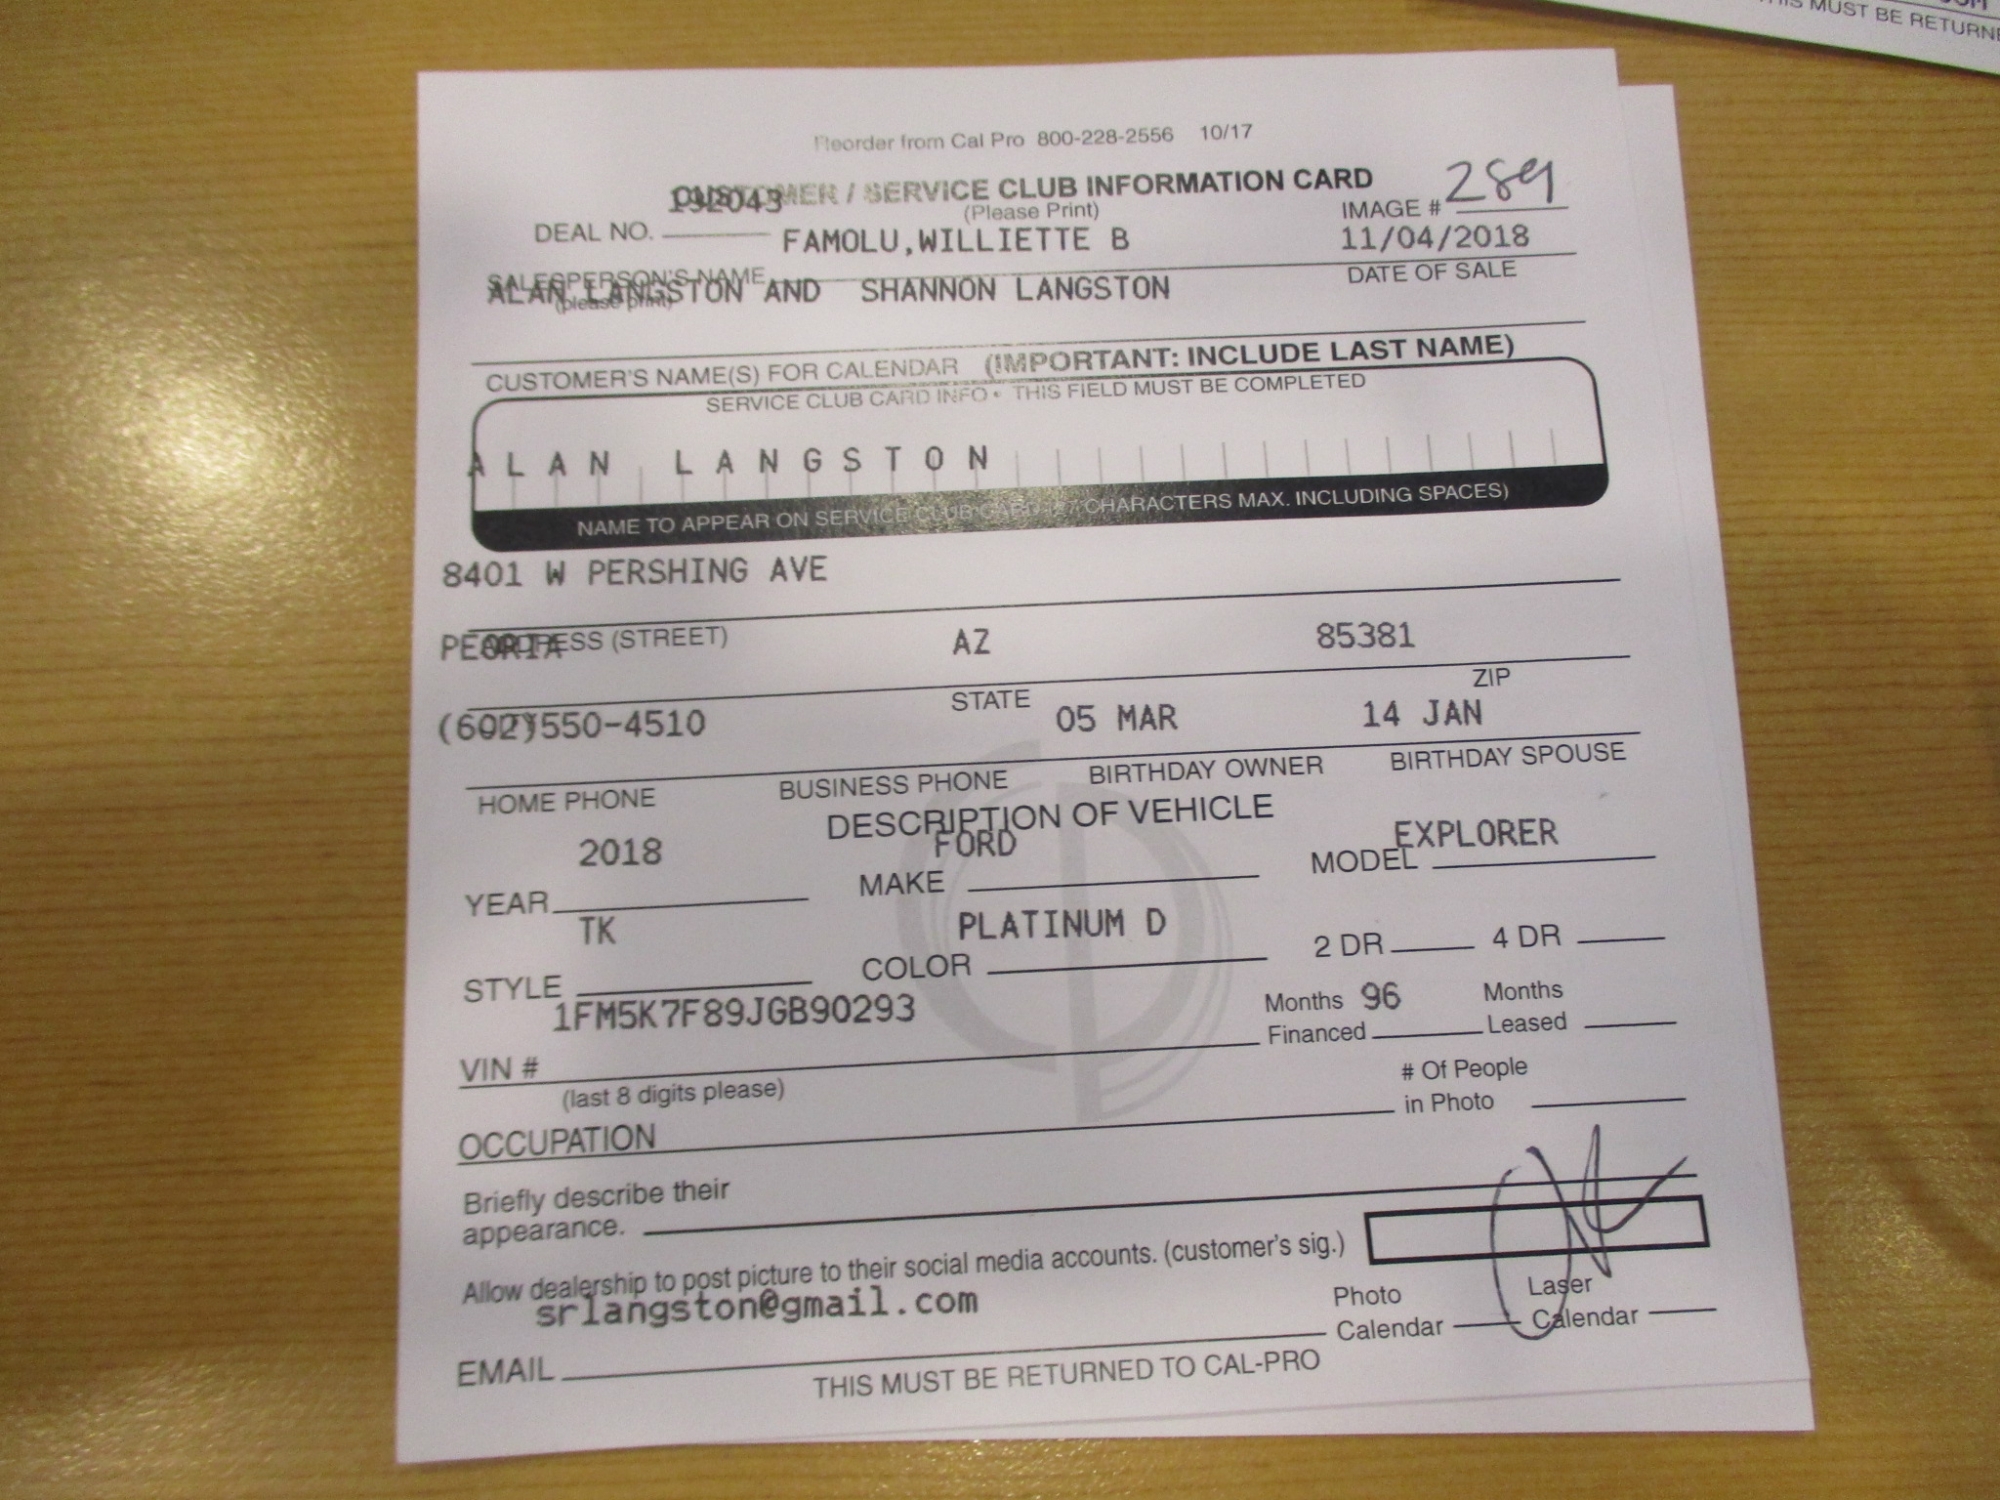 THIS MUST BE RETURNE
Reorder from Cal Pro 800-228-2556 10/17
CUSTOMER / SERVICE CLUB INFORMATION CARD
192043
(Please Print)
IMAGE # 289
DEAL NO.
FAMOLU,WILLIETTE B
11/04/2018
SALESPERSON'S NAME
DATE OF SALE
ALAN LANGSTON AND SHANNON LANGSTON
(please print)
CUSTOMER'S NAME(S) FOR CALENDAR (IMPORTANT: INCLUDE LAST NAME)
SERVICE CLUB CARD INFO • THIS FIELD MUST BE COMPLETED
ALAN LANGSTON
NAME TO APPEAR ON SERVICE CLUB CARD CHARACTERS MAX. INCLUDING SPACES)
8401 W PERSHING AVE
ADDRESS (STREET)
PEORIA AZ 85381
STATE ZIP
(602)550-4510 05 MAR 14 JAN
HOME PHONE BUSINESS PHONE BIRTHDAY OWNER BIRTHDAY SPOUSE
DESCRIPTION OF VEHICLE
2018 FORD EXPLORER
YEAR MAKE MODEL
TK PLATINUM D
STYLE COLOR 2 DR 4 DR
1FM5K7F89JGB90293
Months 96 Months
VIN # Financed Leased
(last 8 digits please)
# Of People
in Photo
OCCUPATION
Briefly describe their
appearance.
Allow dealership to post picture to their social media accounts. (customer's sig.)
srlangston@gmail.com
Photo Laser
Calendar Calendar
EMAIL
THIS MUST BE RETURNED TO CAL-PRO